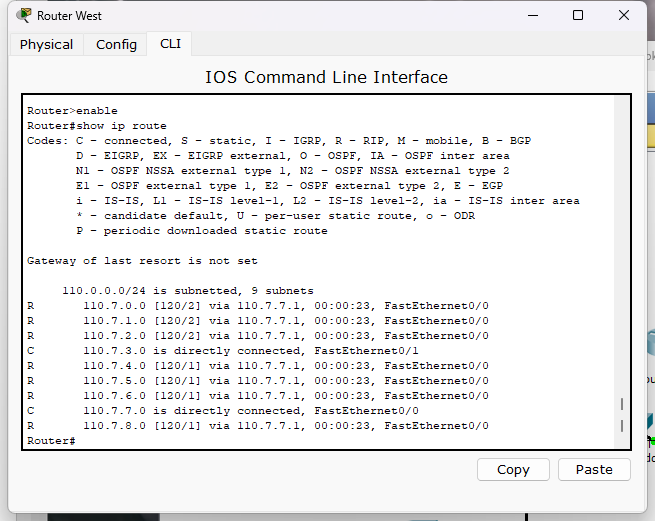 Router West
Physical Config CLI
IOS Command Line Interface
Router>enable
Router#show ip route
Codes: C - connected, S - static, I - IGRP, R - RIP, M - mobile, B - BGP
       D - EIGRP, EX - EIGRP external, O - OSPF, IA - OSPF inter area
       N1 - OSPF NSSA external type 1, N2 - OSPF NSSA external type 2
       E1 - OSPF external type 1, E2 - OSPF external type 2, E - EGP
       i - IS-IS, L1 - IS-IS level-1, L2 - IS-IS level-2, ia - IS-IS inter area
       * - candidate default, U - per-user static route, o - ODR
       P - periodic downloaded static route
Gateway of last resort is not set
     110.0.0.0/24 is subnetted, 9 subnets
R       110.7.0.0 [120/2] via 110.7.7.1, 00:00:23, FastEthernet0/0
R       110.7.1.0 [120/2] via 110.7.7.1, 00:00:23, FastEthernet0/0
R       110.7.2.0 [120/2] via 110.7.7.1, 00:00:23, FastEthernet0/0
C       110.7.3.0 is directly connected, FastEthernet0/1
R       110.7.4.0 [120/1] via 110.7.7.1, 00:00:23, FastEthernet0/0
R       110.7.5.0 [120/1] via 110.7.7.1, 00:00:23, FastEthernet0/0
R       110.7.6.0 [120/1] via 110.7.7.1, 00:00:23, FastEthernet0/0
C       110.7.7.0 is directly connected, FastEthernet0/0
R       110.7.8.0 [120/1] via 110.7.7.1, 00:00:23, FastEthernet0/0
Router#
Copy Paste